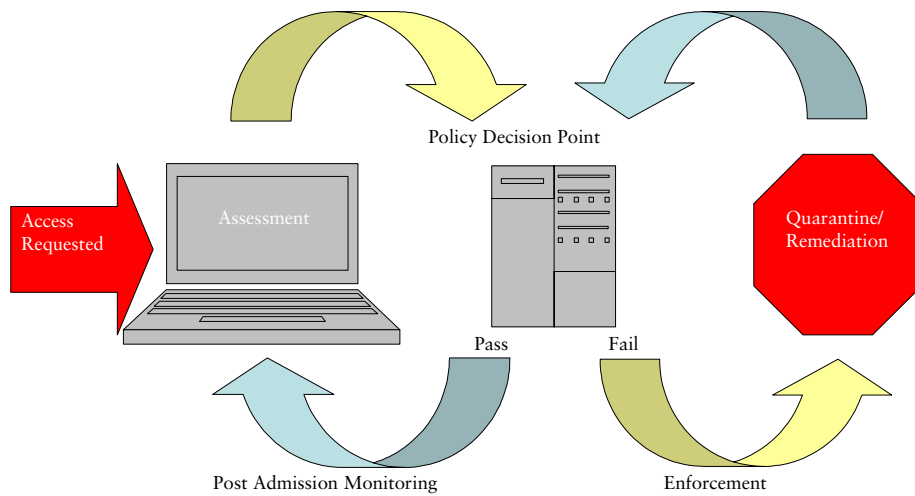 Policy Decision Point
Access
Requested
Assessment
Quarantine/
Remediation
Pass
Fail
Post Admission Monitoring
Enforcement